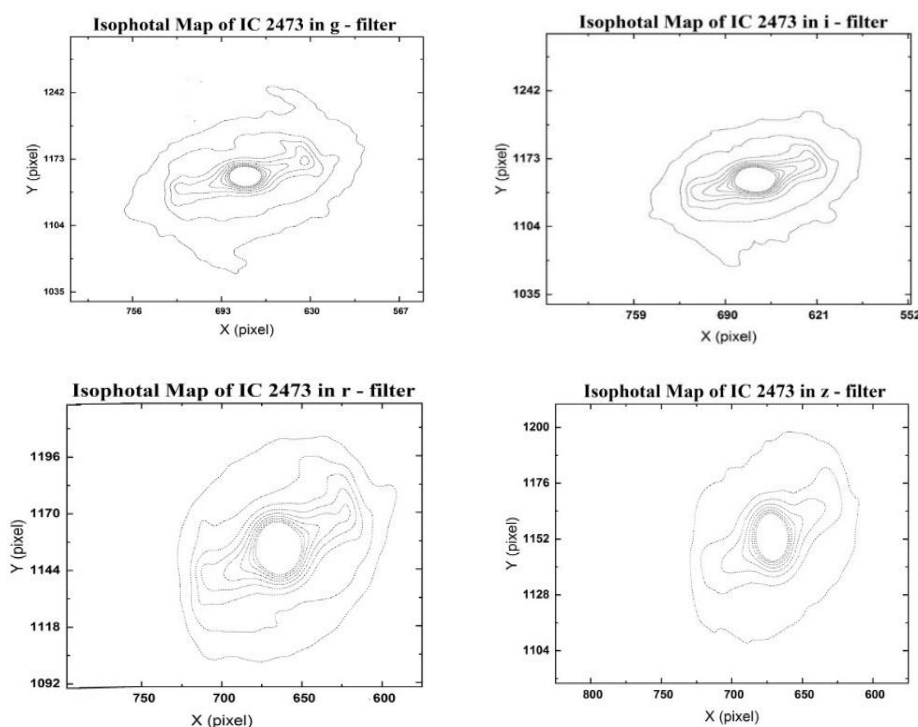 Isophotal Map of IC 2473 in g - filter
1242
1173
1104
1035
Y (pixel)
756
693
630
567
X (pixel)
Isophotal Map of IC 2473 in i - filter
1242
1173
1104
1035
Y (pixel)
759
690
621
552
X (pixel)
Isophotal Map of IC 2473 in r - filter
1196
1170
1144
1118
1092
Y (pixel)
750
700
650
600
X (pixel)
Isophotal Map of IC 2473 in z - filter
1200
1176
1152
1128
1104
Y (pixel)
800
750
700
650
600
X (pixel)